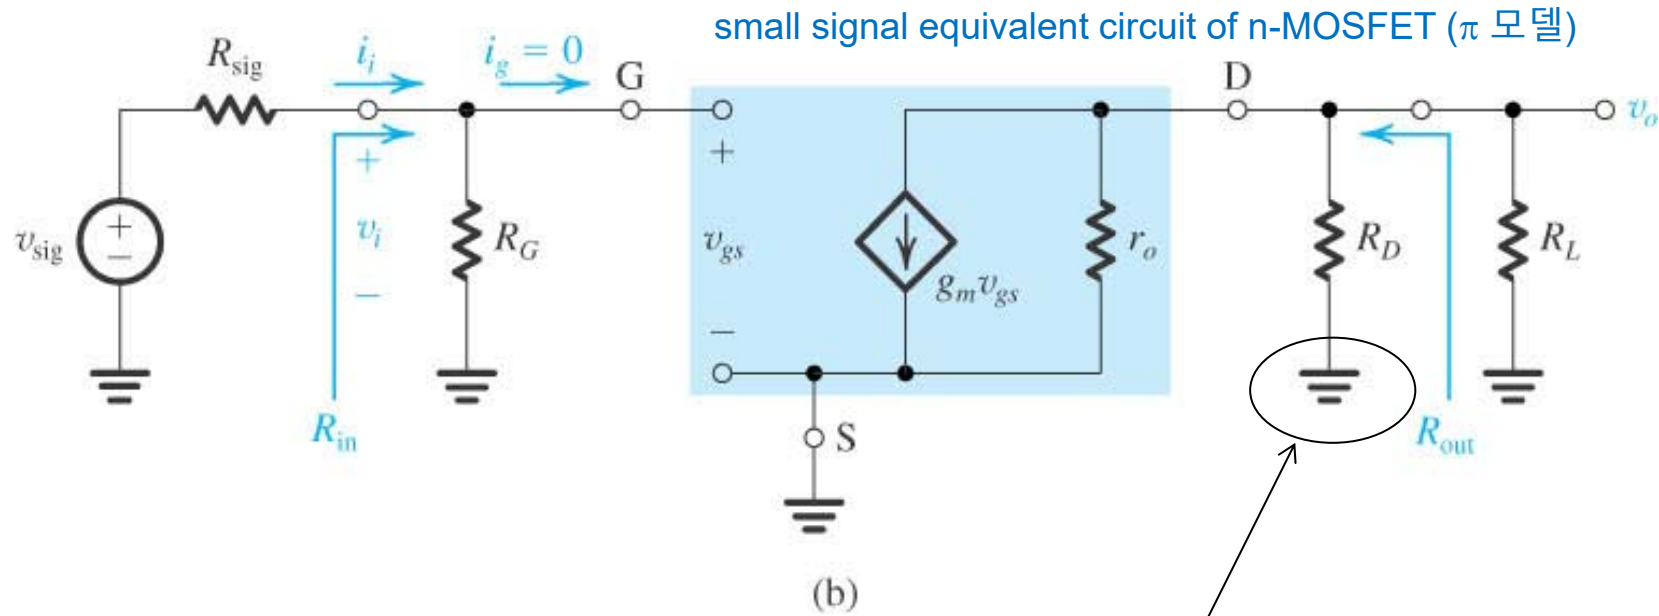 small signal equivalent circuit of n-MOSFET (π 모델)
R_sig
i_i
i_g = 0
G
D
v_o
+
+
+
v_sig
−
v_i
R_G
v_gs
g_m v_gs
r_o
R_D
R_L
−
−
R_in
S
R_out
(b)